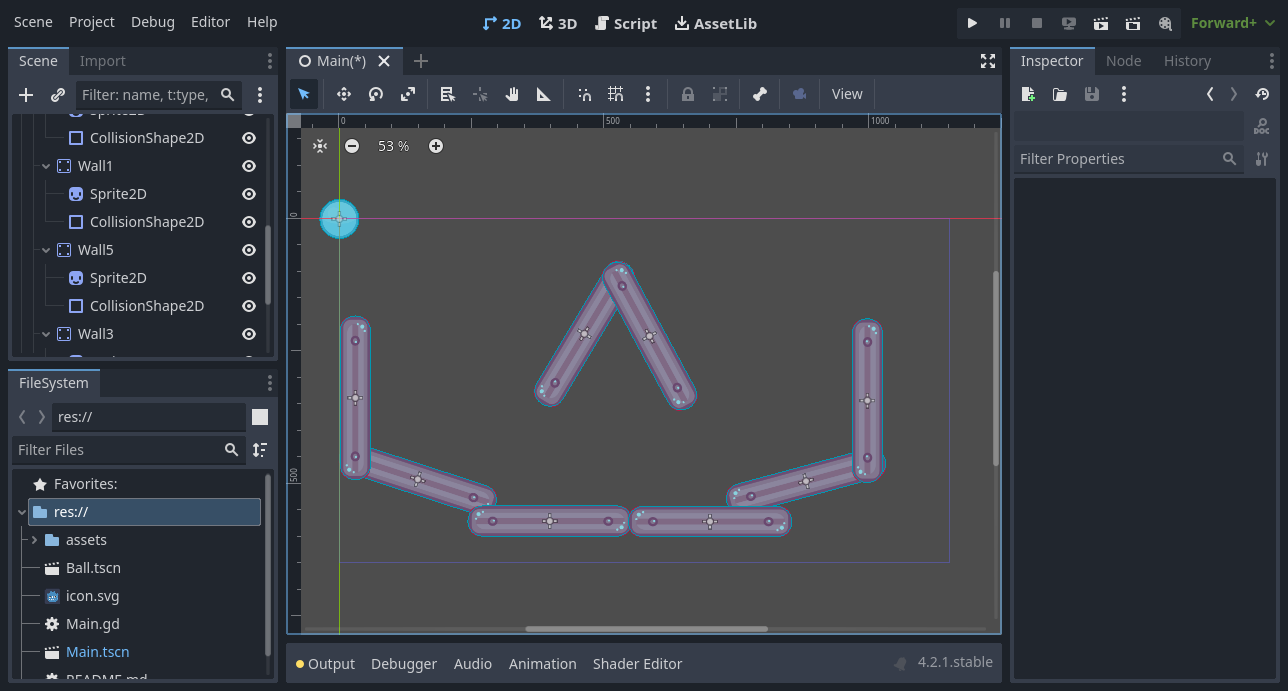 Scene Project Debug Editor Help
2D 3D Script AssetLib
Forward+
Scene Import
Filter: name, t:type,
Sprite2D
CollisionShape2D
Wall1
Sprite2D
CollisionShape2D
Wall5
Sprite2D
CollisionShape2D
Wall3
FileSystem
res://
Filter Files
Favorites:
res://
assets
Ball.tscn
icon.svg
Main.gd
Main.tscn
README.md
Main(*)
View
0 500 1000
53 %
0
500
Output Debugger Audio Animation Shader Editor
4.2.1.stable
Inspector Node History
DOC
Filter Properties